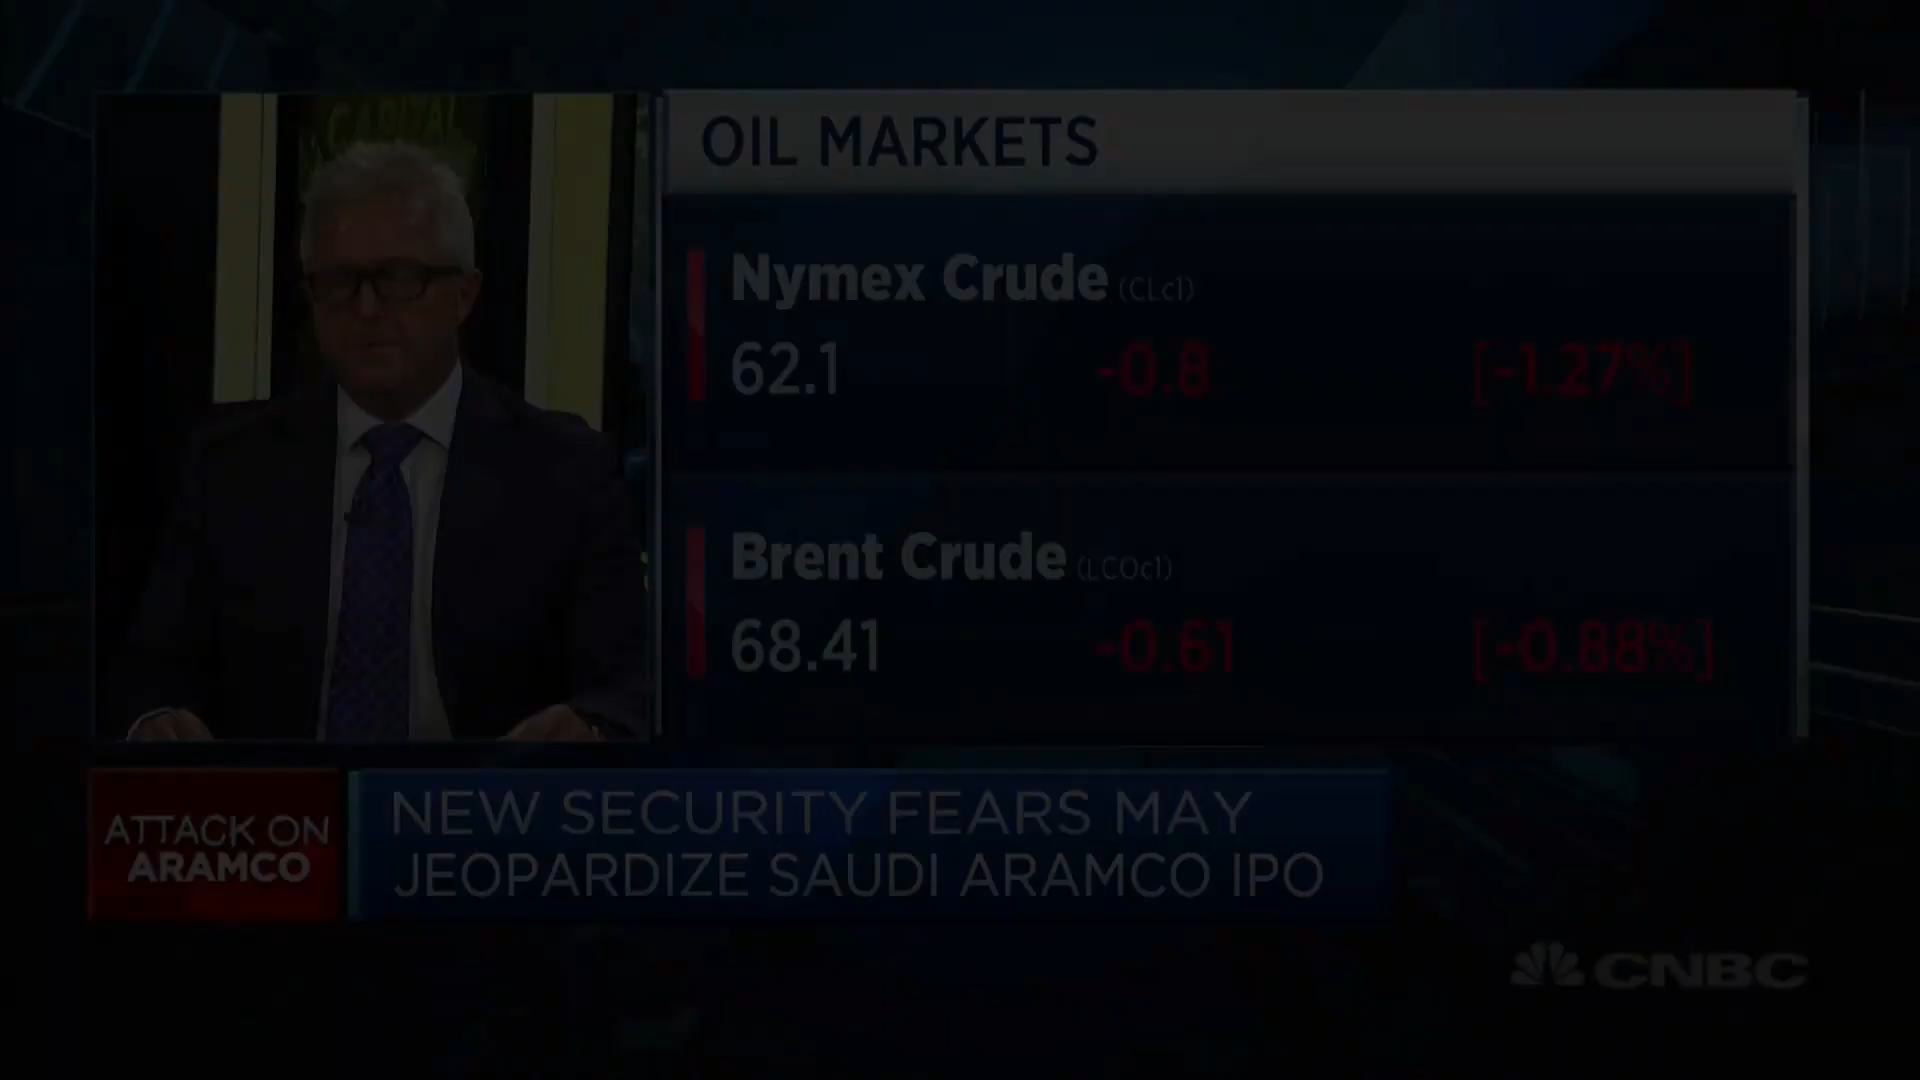 CAPITAL
OIL MARKETS
Nymex Crude (CLc1)
62.1 -0.8 [-1.27%]
Brent Crude (LCOc1)
68.41 -0.61 [-0.88%]
ATTACK ON
ARAMCO
NEW SECURITY FEARS MAY
JEOPARDIZE SAUDI ARAMCO IPO
CNBC